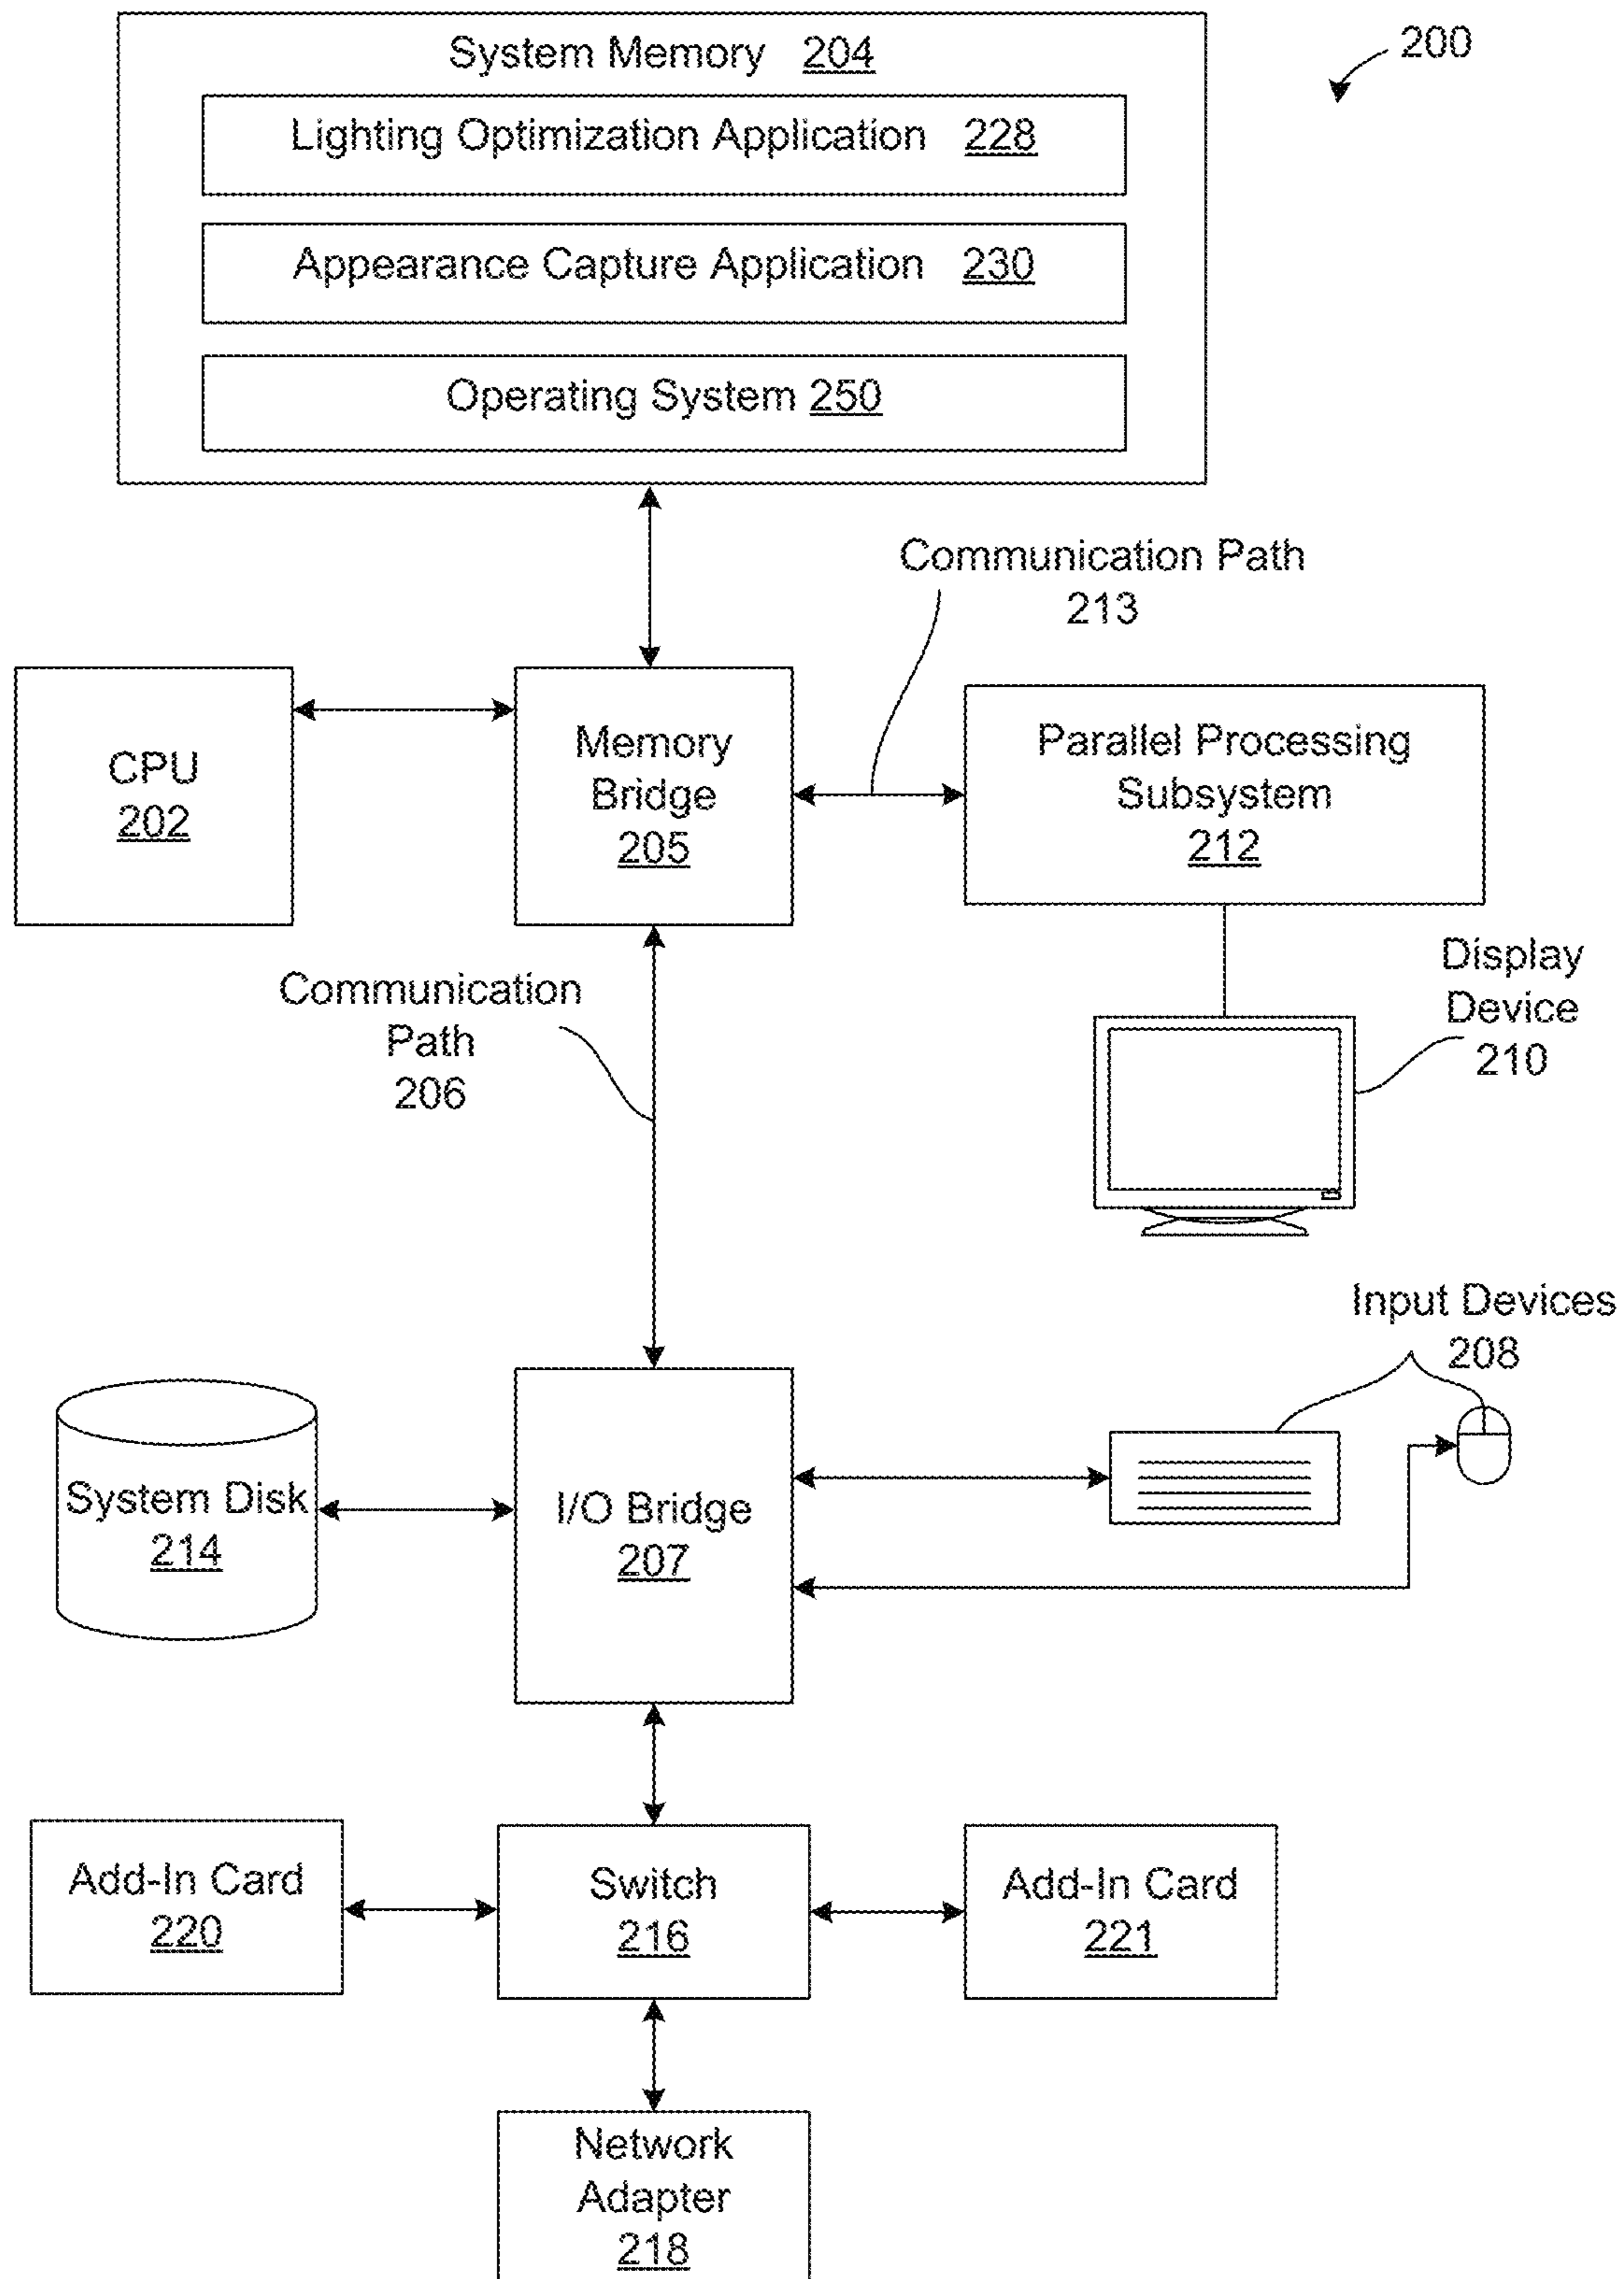 System Memory 204
200
Lighting Optimization Application 228
Appearance Capture Application 230
Operating System 250
Communication Path
213
CPU
202
Memory
Bridge
205
Parallel Processing
Subsystem
212
Communication
Path
206
Display
Device
210
Input Devices
208
System Disk
214
I/O Bridge
207
Add-In Card
220
Switch
216
Add-In Card
221
Network
Adapter
218